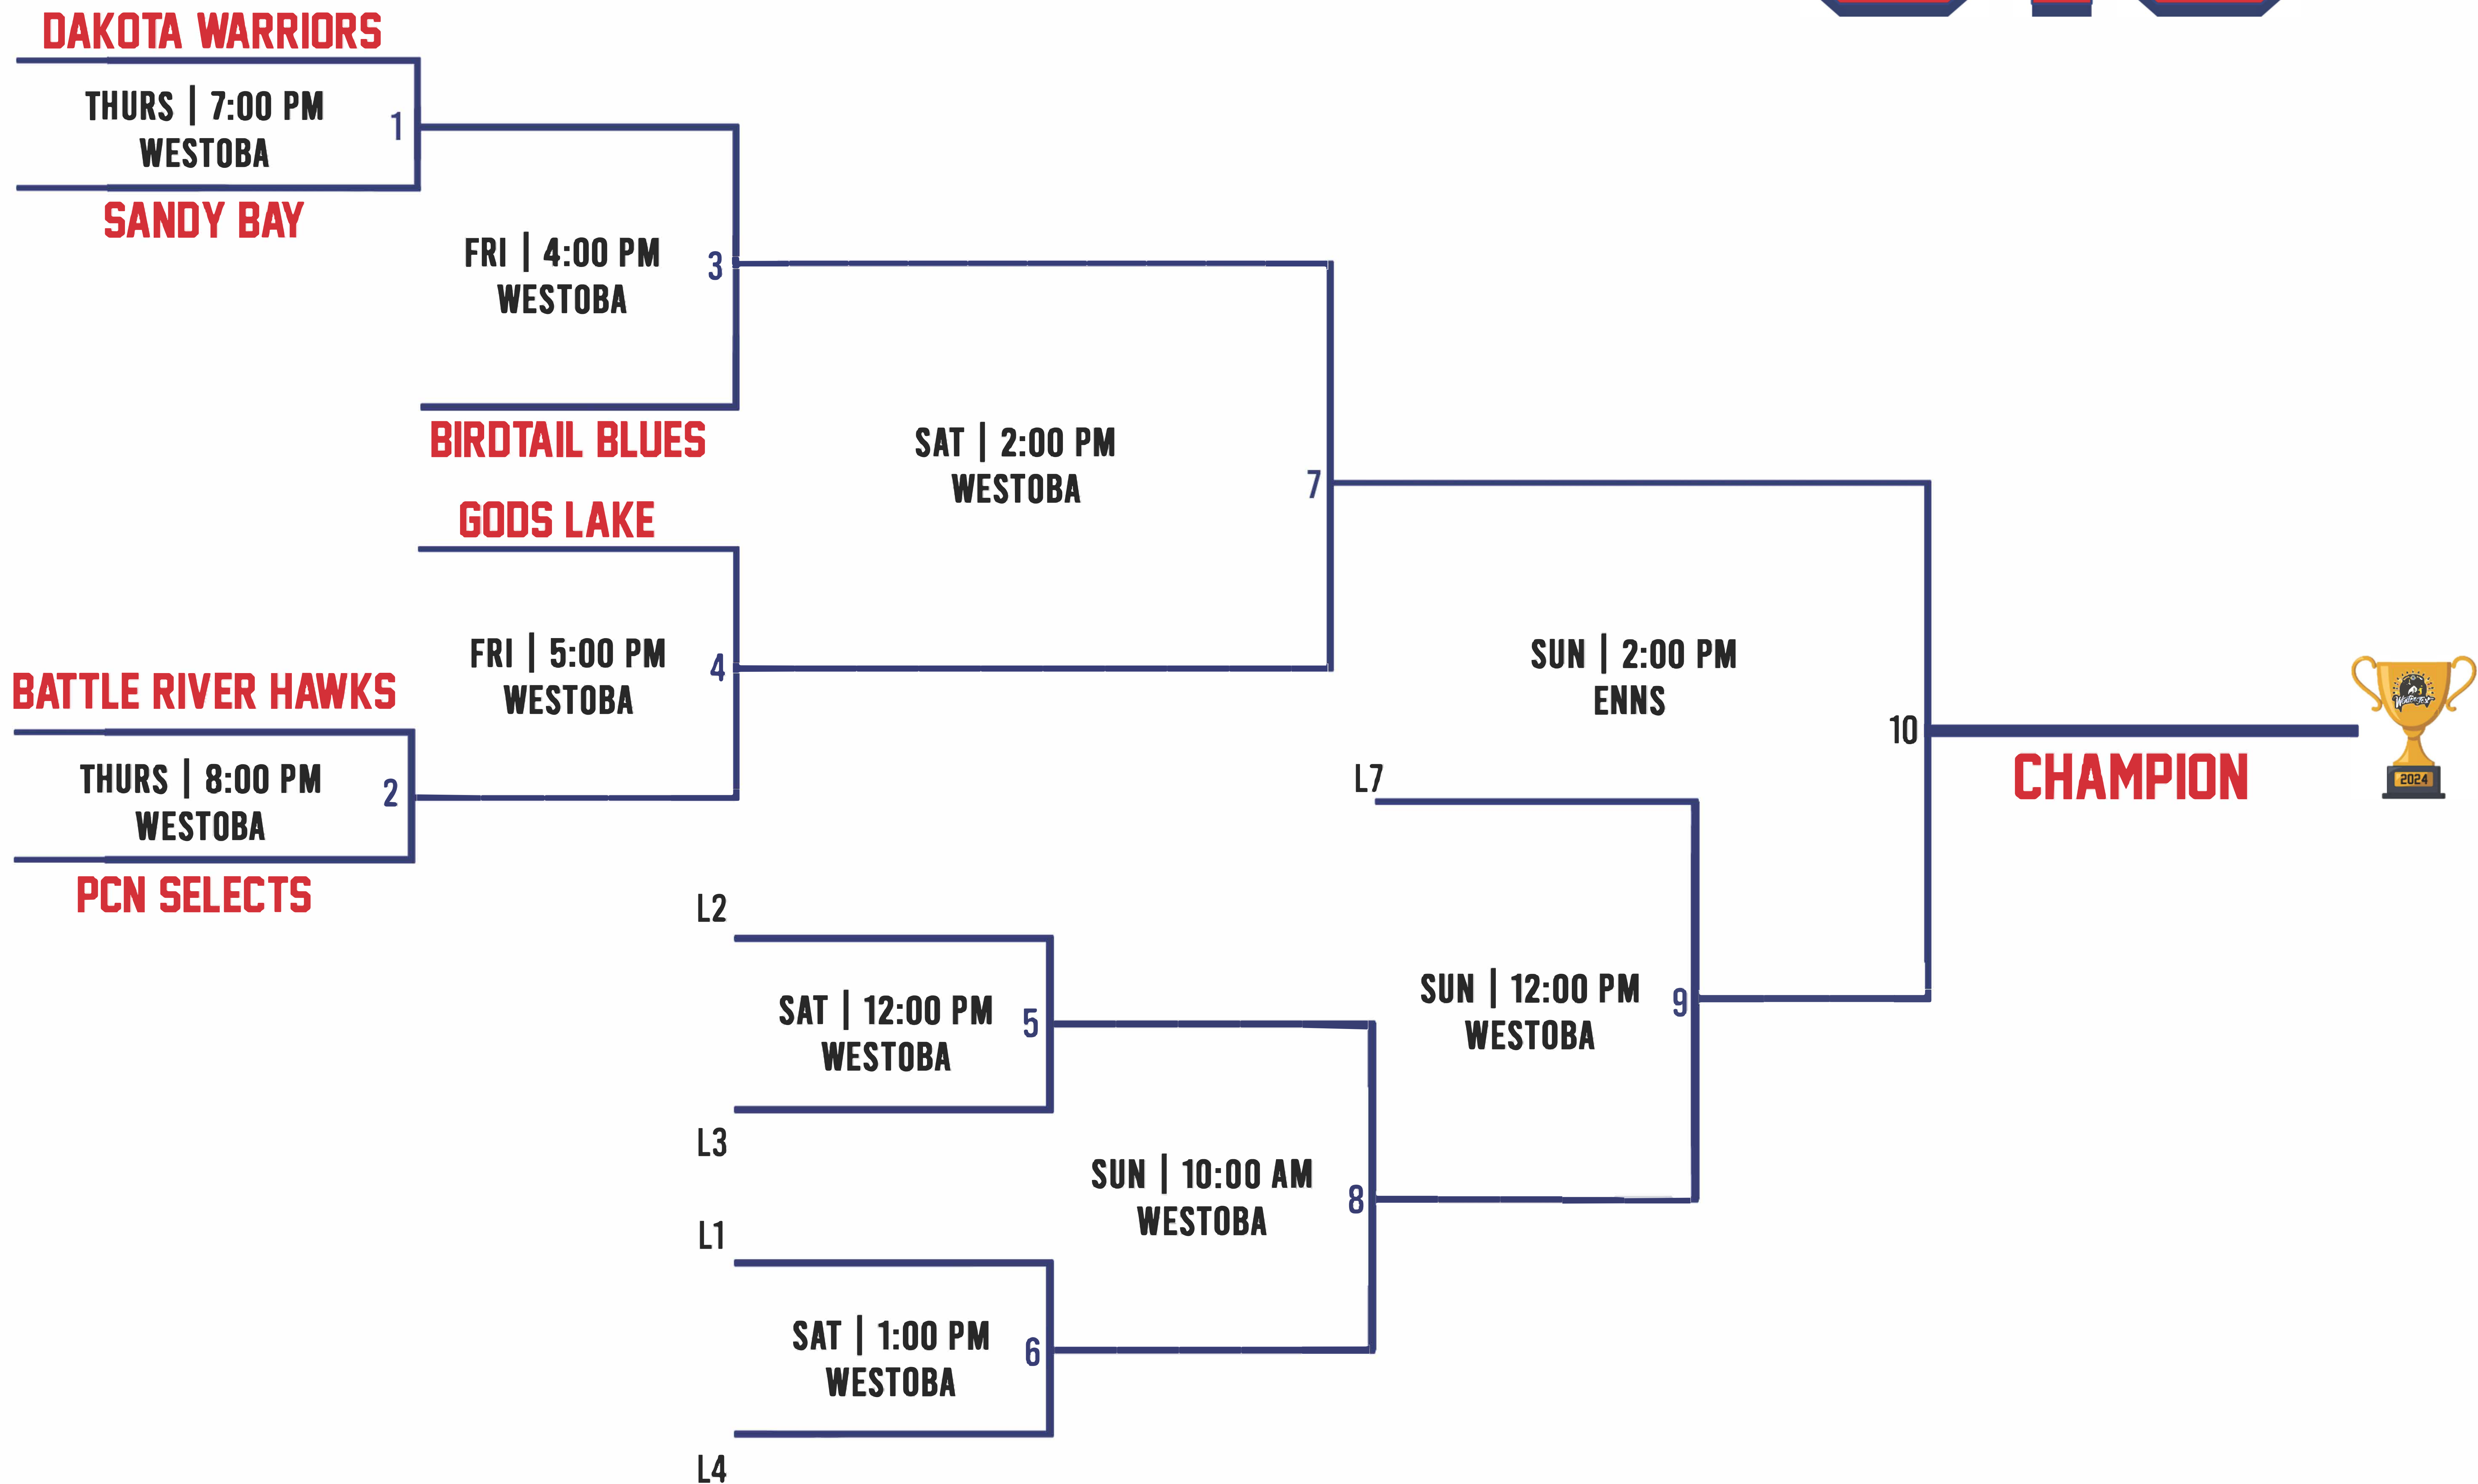 DAKOTA WARRIORS
THURS | 7:00 PM
WESTOBA
1
SANDY BAY
FRI | 4:00 PM
WESTOBA
3
BIRDTAIL BLUES
SAT | 2:00 PM
WESTOBA
7
GODS LAKE
FRI | 5:00 PM
WESTOBA
4
BATTLE RIVER HAWKS
THURS | 8:00 PM
WESTOBA
2
PCN SELECTS
SUN | 2:00 PM
ENNS
10
CHAMPION
2024
L7
L2
SAT | 12:00 PM
WESTOBA
5
L3
SUN | 12:00 PM
WESTOBA
9
SUN | 10:00 AM
WESTOBA
8
L1
SAT | 1:00 PM
WESTOBA
6
L4